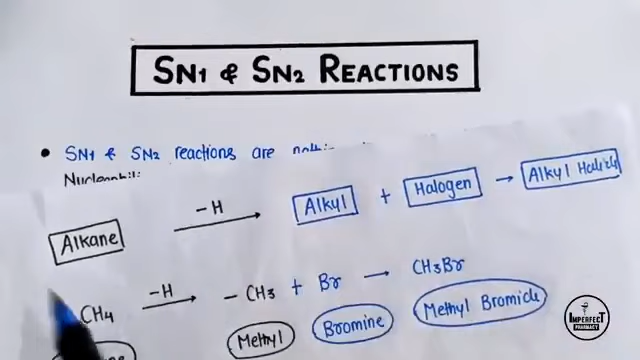 SN1 & SN2 REACTIONS
• SN1 & SN2 reactions are
-H
Alkyl + Halogen → Alkyl Halide
Alkane
CH4 -H → - CH3 + Br → CH3Br
Methyl Bromine Methyl Bromide
IMPERFECT
PHARMACY